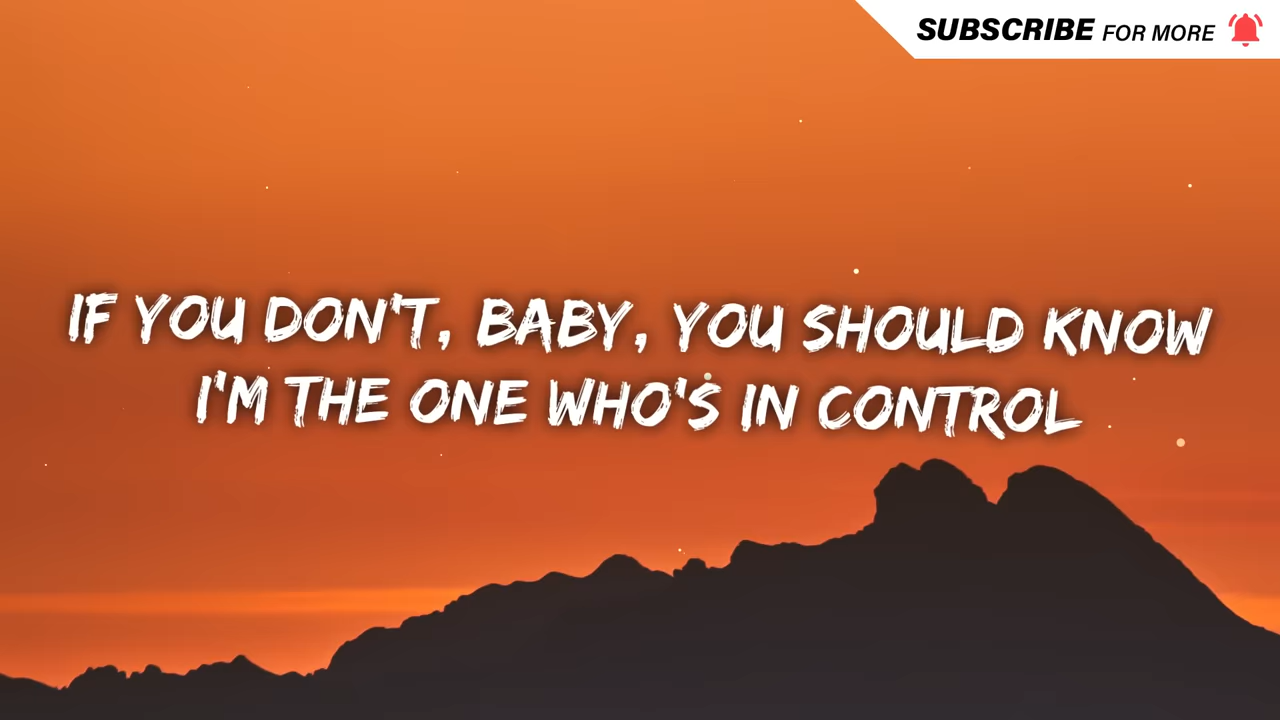 SUBSCRIBE FOR MORE
IF YOU DON'T, BABY, YOU SHOULD KNOW
I'M THE ONE WHO'S IN CONTROL